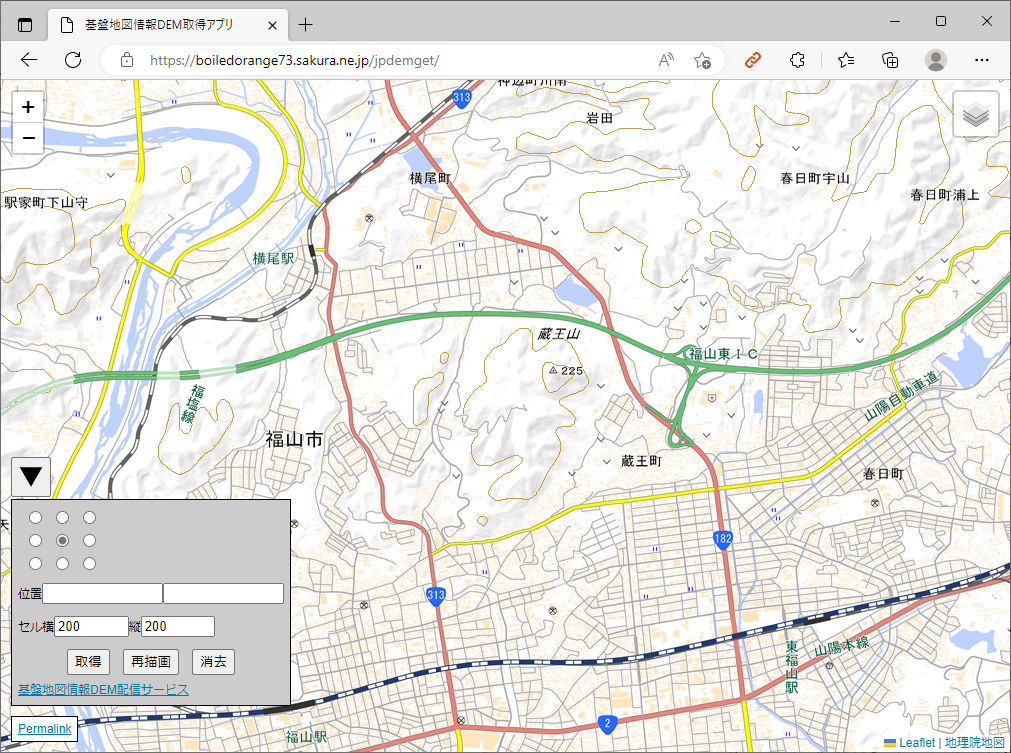 基盤地図情報DEM取得アプリ
https://boiledorange73.sakura.ne.jp/jpdemget/
+
−
313
神辺町川南
岩田
横尾町
春日町宇山
春日町浦上
駅家町下山守
横尾駅
蔵王山
225
福山東IC
福塩線
山陽自動車道
福山市
蔵王町
春日町
182
313
位置
セル横 200 縦 200
取得 再描画 消去
基盤地図情報DEM配信サービス
Permalink
東福山駅
山陽本線
2
福山駅
Leaflet | 地理院地図